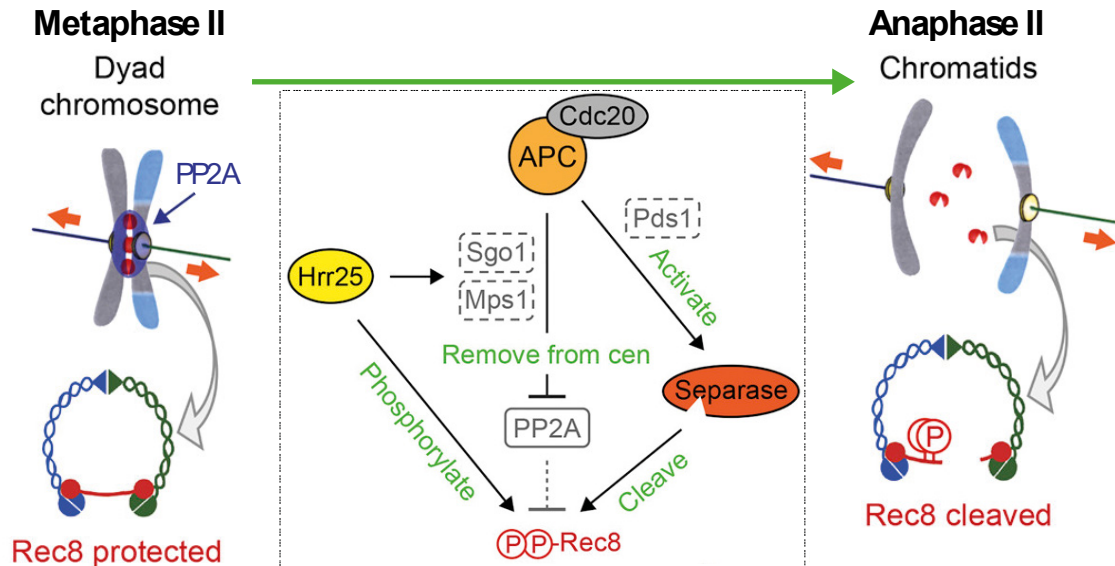 Metaphase II
Dyad
chromosome
PP2A
Rec8 protected
Cdc20
APC
Pds1
Sgo1
Mps1
Hrr25
Activate
Remove from cen
Separase
Phosphorylate
PP2A
Cleave
PP-Rec8
Anaphase II
Chromatids
P
Rec8 cleaved